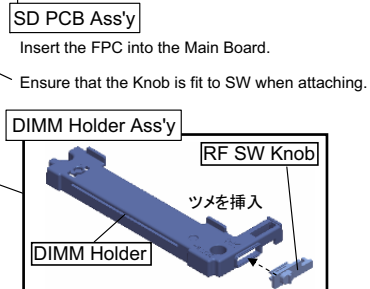 SD PCB Ass'y
Insert the FPC into the Main Board.
Ensure that the Knob is fit to SW when attaching.
DIMM Holder Ass'y
RF SW Knob
ツメを挿入
DIMM Holder